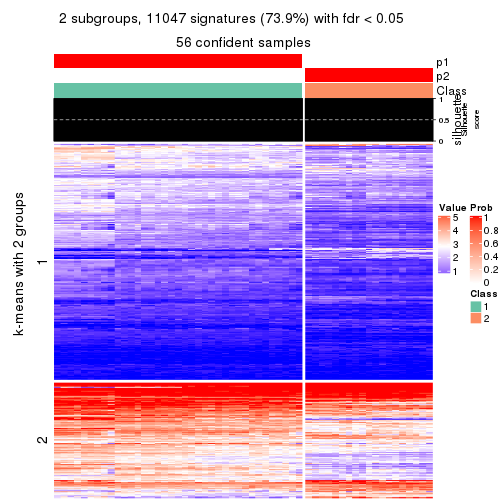 2 subgroups, 11047 signatures (73.9%) with fdr < 0.05
56 confident samples
p1
p2
Class
1
0.5
0
silhouette
Silhouette
score
k-means with 2 groups
1
2
Value
5
4
3
2
1
Prob
1
0.8
0.6
0.4
0.2
0
Class
1
2